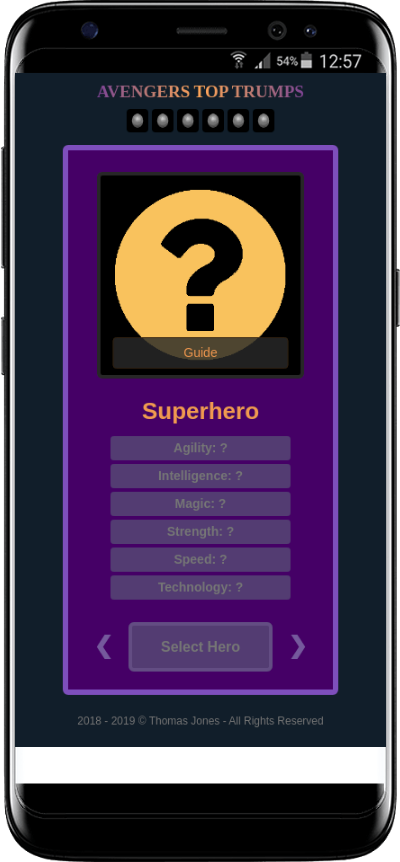 54% 12:57
AVENGERS TOP TRUMPS
?
Guide
Superhero
Agility: ?
Intelligence: ?
Magic: ?
Strength: ?
Speed: ?
Technology: ?
❮ Select Hero ❯
2018 - 2019 © Thomas Jones - All Rights Reserved